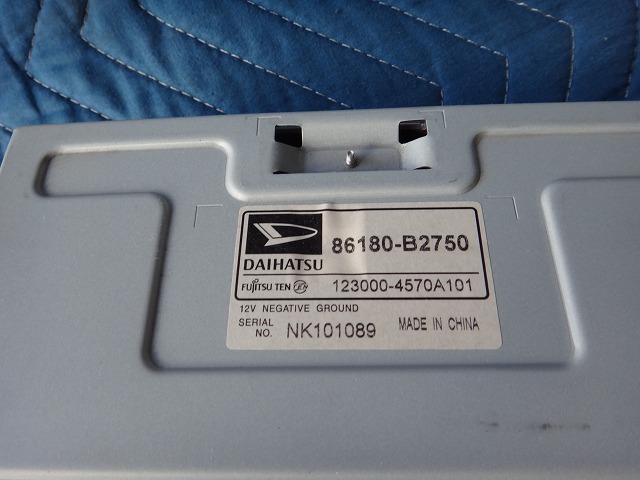 86180-B2750
DAIHATSU
FUJITSU TEN
123000-4570A101
12V NEGATIVE GROUND
SERIAL NO. NK101089
MADE IN CHINA